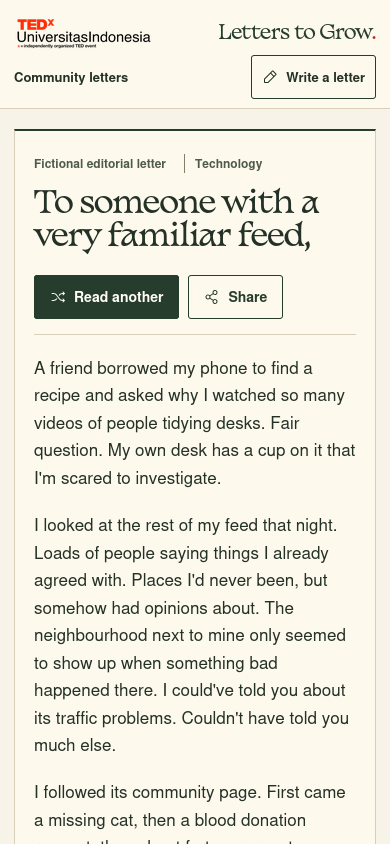 TEDx
UniversitasIndonesia
x = independently organized TED event
Letters to Grow.
Community letters
Write a letter
Fictional editorial letter
Technology
To someone with a
very familiar feed,
Read another
Share
A friend borrowed my phone to find a
recipe and asked why I watched so many
videos of people tidying desks. Fair
question. My own desk has a cup on it that
I'm scared to investigate.
I looked at the rest of my feed that night.
Loads of people saying things I already
agreed with. Places I'd never been, but
somehow had opinions about. The
neighbourhood next to mine only seemed
to show up when something bad
happened there. I could've told you about
its traffic problems. Couldn't have told you
much else.
I followed its community page. First came
a missing cat, then a blood donation